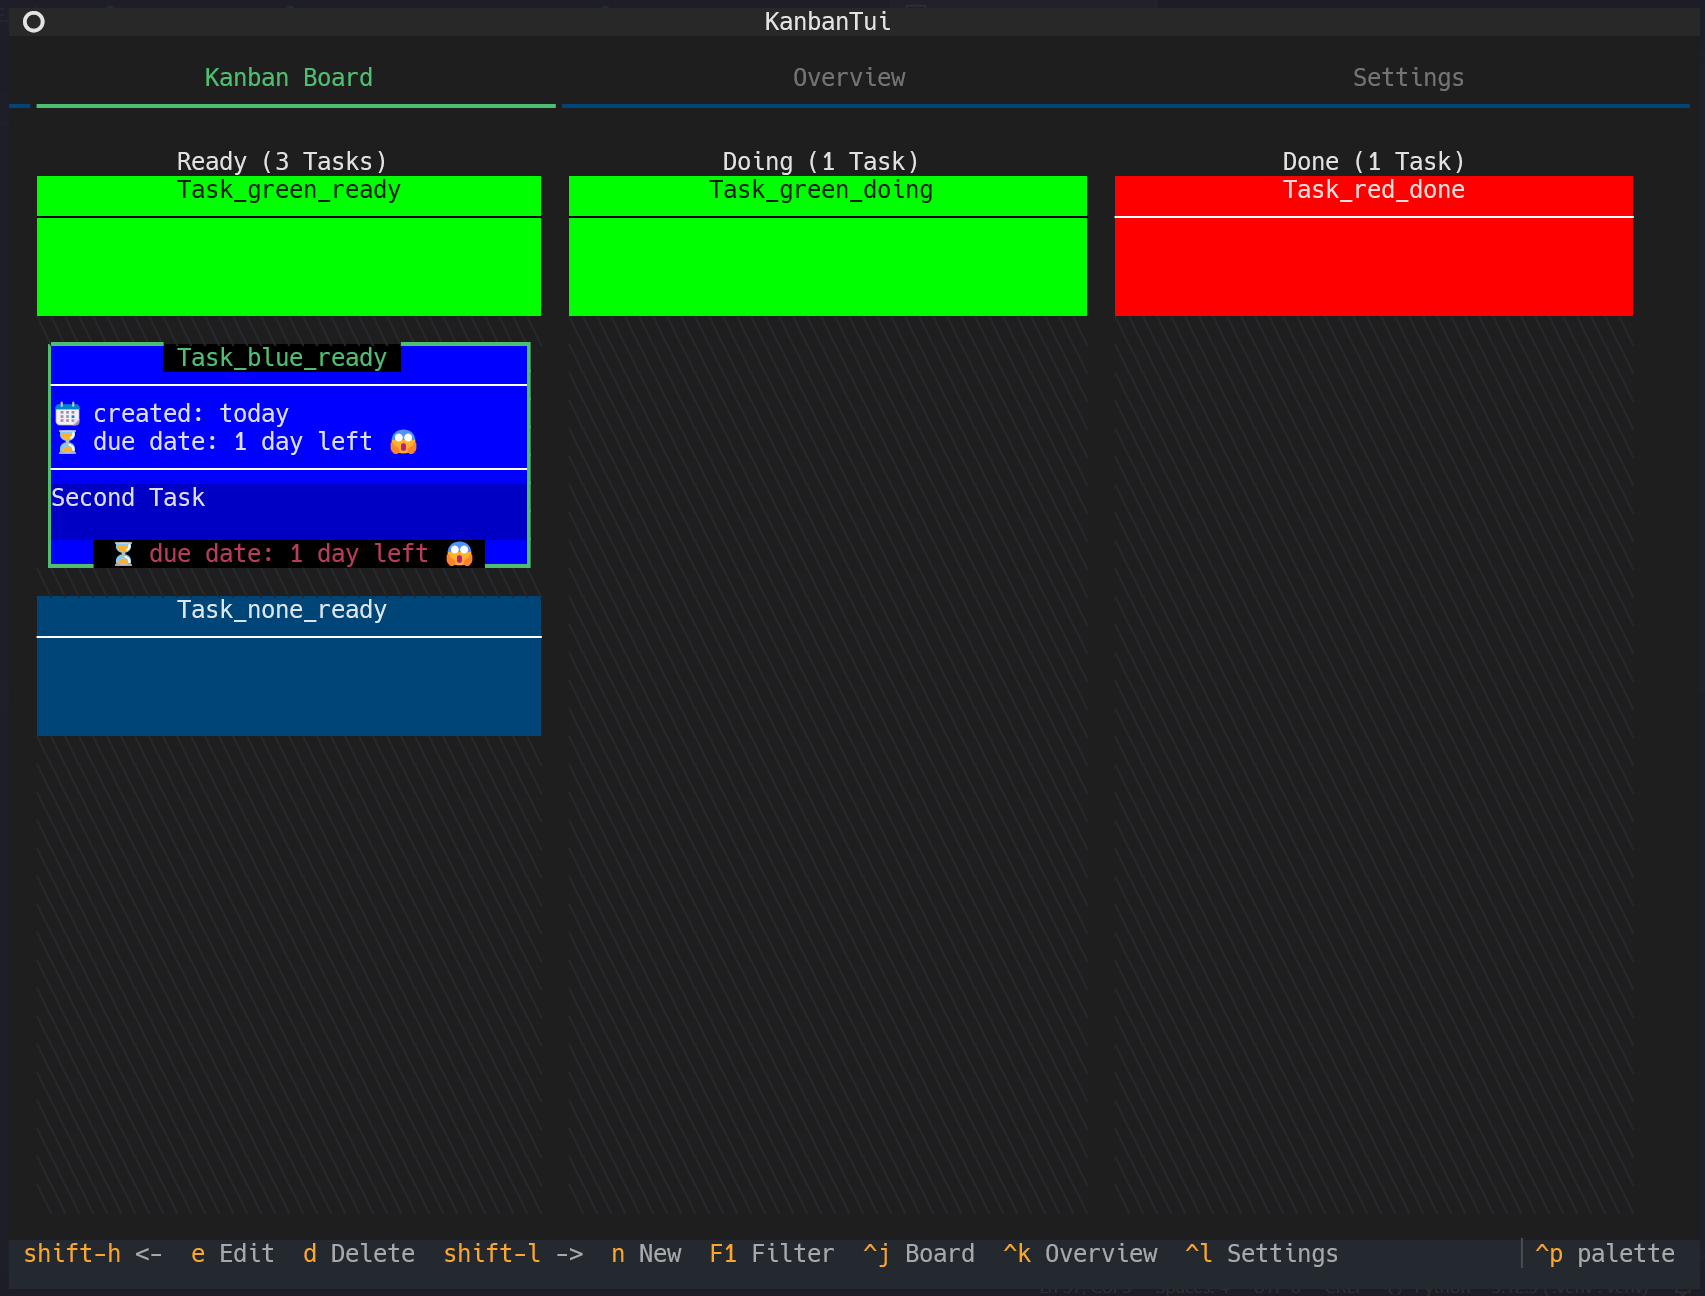 KanbanTui
Kanban Board Overview Settings
Ready (3 Tasks) Doing (1 Task) Done (1 Task)
Task_green_ready Task_green_doing Task_red_done
Task_blue_ready
created: today
due date: 1 day left
Second Task
due date: 1 day left
Task_none_ready
shift-h <- e Edit d Delete shift-l -> n New F1 Filter ^j Board ^k Overview ^l Settings ^p palette